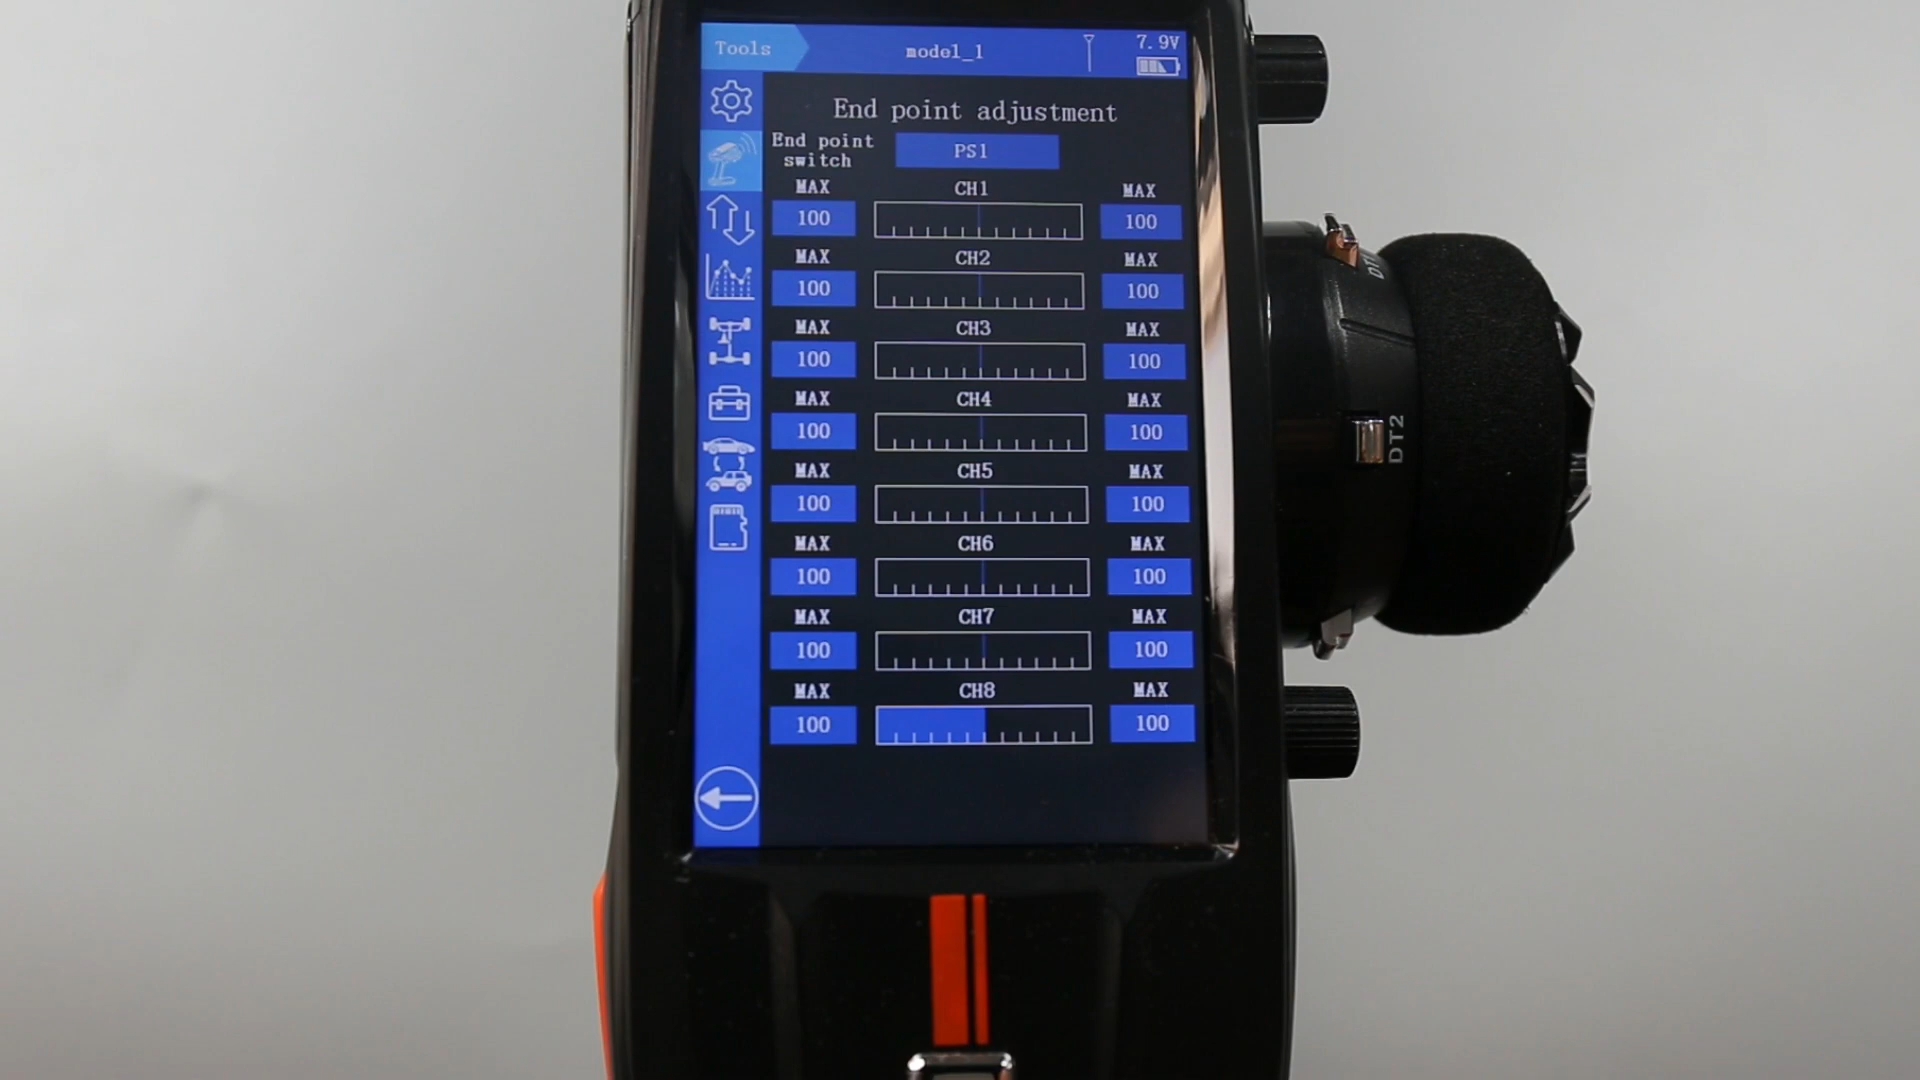 Tools
model_1
7.9V
End point adjustment
End point switch
PS1
MAX CH1 MAX
100 100
MAX CH2 MAX
100 100
MAX CH3 MAX
100 100
MAX CH4 MAX
100 100
MAX CH5 MAX
100 100
MAX CH6 MAX
100 100
MAX CH7 MAX
100 100
MAX CH8 MAX
100 100
DT2